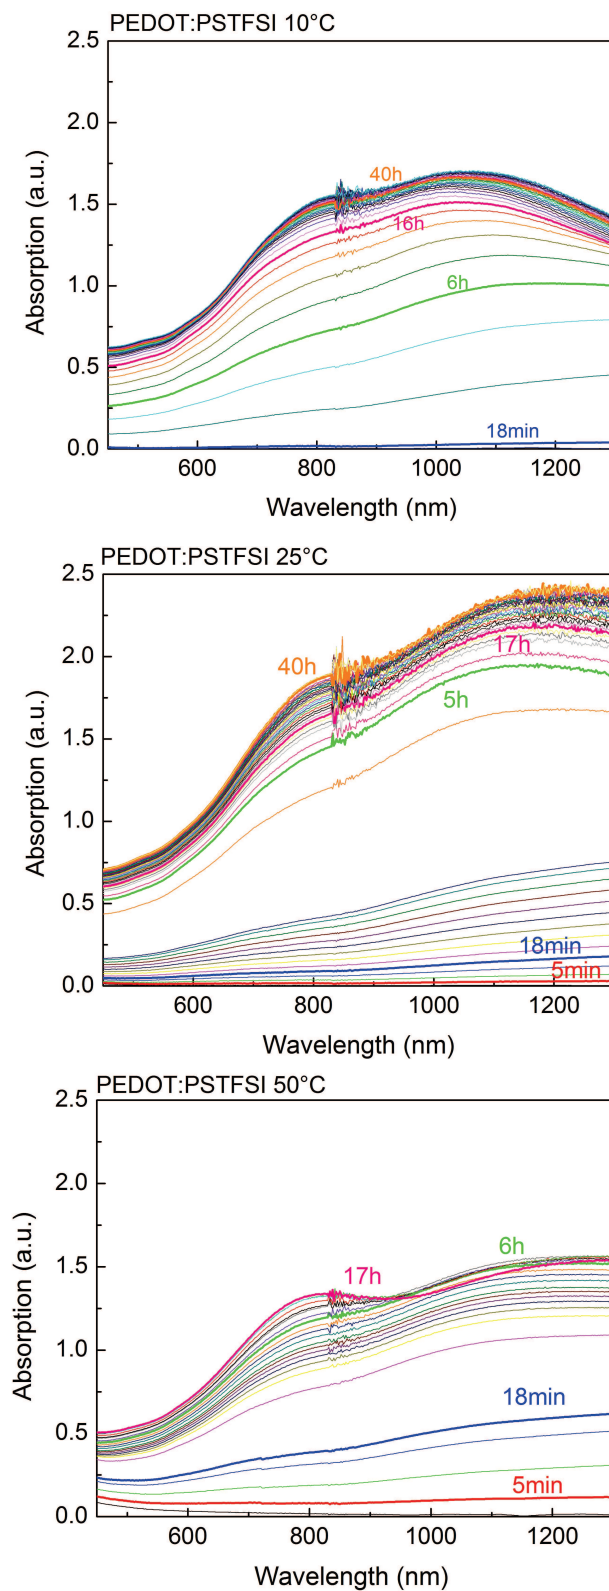 PEDOT:PSTFSI 10°C
2.5
2.0
1.5
1.0
0.5
0.0
Absorption (a.u.)
40h
16h
6h
18min
600 800 1000 1200
Wavelength (nm)
PEDOT:PSTFSI 25°C
2.5
2.0
1.5
1.0
0.5
0.0
Absorption (a.u.)
40h
17h
5h
18min
5min
600 800 1000 1200
Wavelength (nm)
PEDOT:PSTFSI 50°C
2.5
2.0
1.5
1.0
0.5
0.0
Absorption (a.u.)
17h
6h
18min
5min
600 800 1000 1200
Wavelength (nm)